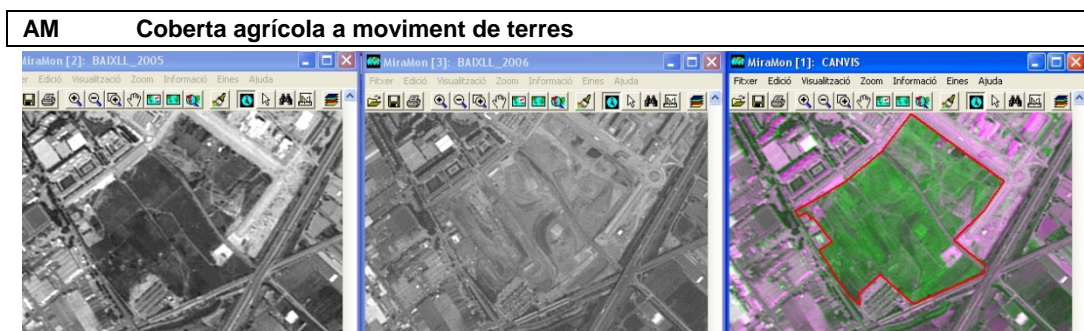 AM Coberta agrícola a moviment de terres
MiraMon [2]: BAIXLL_2005
Edició Visualització Zoom Informació Eines Ajuda
MiraMon [3]: BAIXLL_2006
Fitxer Edició Visualització Zoom Informació Eines Ajuda
MiraMon [1]: CANVIS
Fitxer Edició Visualització Zoom Informació Eines Ajuda